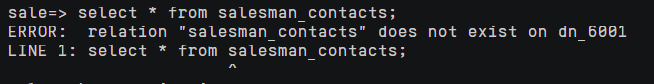 sale=> select * from salesman_contacts;
ERROR:  relation "salesman_contacts" does not exist on dn_6001
LINE 1: select * from salesman_contacts;
^